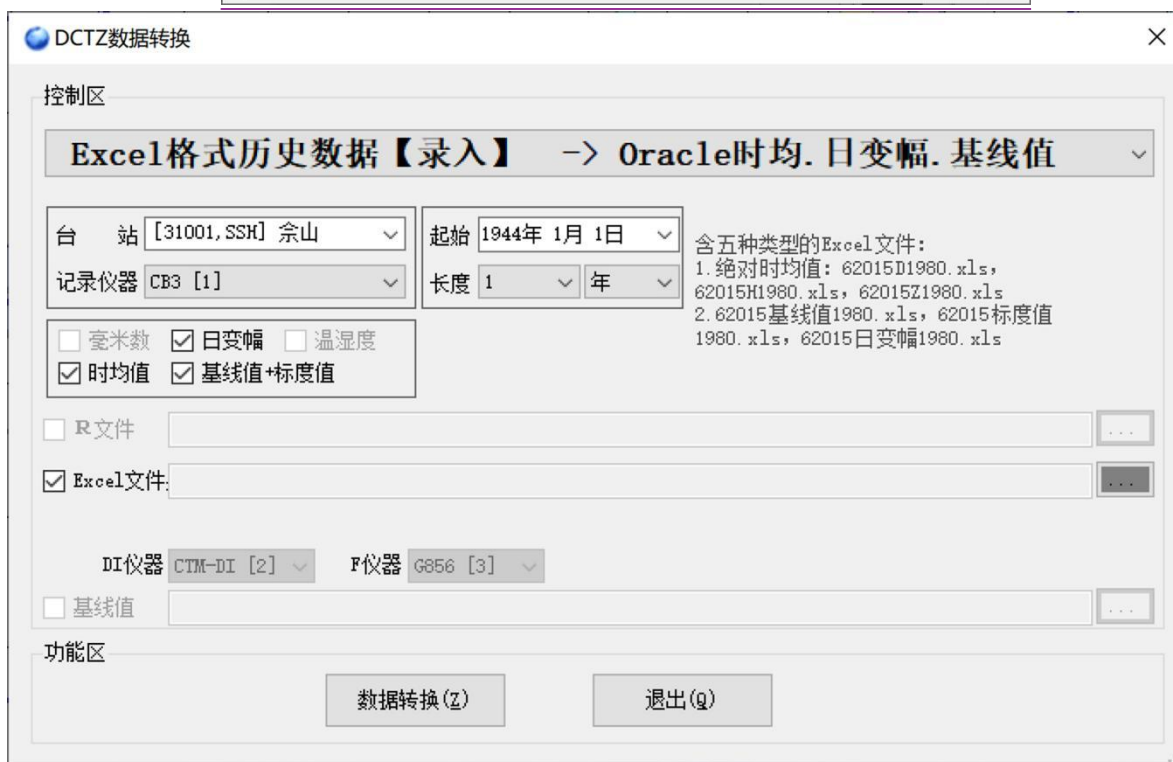 DCTZ数据转换
控制区
Excel格式历史数据【录入】 -> Oracle时均.日变幅.基线值
台 站 [31001,SSH] 佘山
起始 1944年 1月 1日
记录仪器 CB3 [1]
长度 1 年
含五种类型的Excel文件:
1.绝对时均值: 62015D1980.xls,
62015H1980.xls, 62015Z1980.xls
2.62015基线值1980.xls, 62015标度值
1980.xls, 62015日变幅1980.xls
毫米数 日变幅 温湿度
时均值 基线值+标度值
R文件 ...
Excel文件: ...
DI仪器 CTM-DI [2] F仪器 G856 [3]
基线值 ...
功能区
数据转换(Z) 退出(Q)